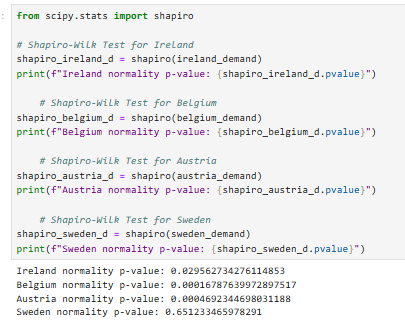 from scipy.stats import shapiro
# Shapiro-Wilk Test for Ireland
shapiro_ireland_d = shapiro(ireland_demand)
print(f"Ireland normality p-value: {shapiro_ireland_d.pvalue}")
# Shapiro-Wilk Test for Belgium
shapiro_belgium_d = shapiro(belgium_demand)
print(f"Belgium normality p-value: {shapiro_belgium_d.pvalue}")
# Shapiro-Wilk Test for Austria
shapiro_austria_d = shapiro(austria_demand)
print(f"Austria normality p-value: {shapiro_austria_d.pvalue}")
# Shapiro-Wilk Test for Sweden
shapiro_sweden_d = shapiro(sweden_demand)
print(f"Sweden normality p-value: {shapiro_sweden_d.pvalue}")
Ireland normality p-value: 0.029562734276114853
Belgium normality p-value: 0.00016787639972897517
Austria normality p-value: 0.0004692344698031188
Sweden normality p-value: 0.651233465978291